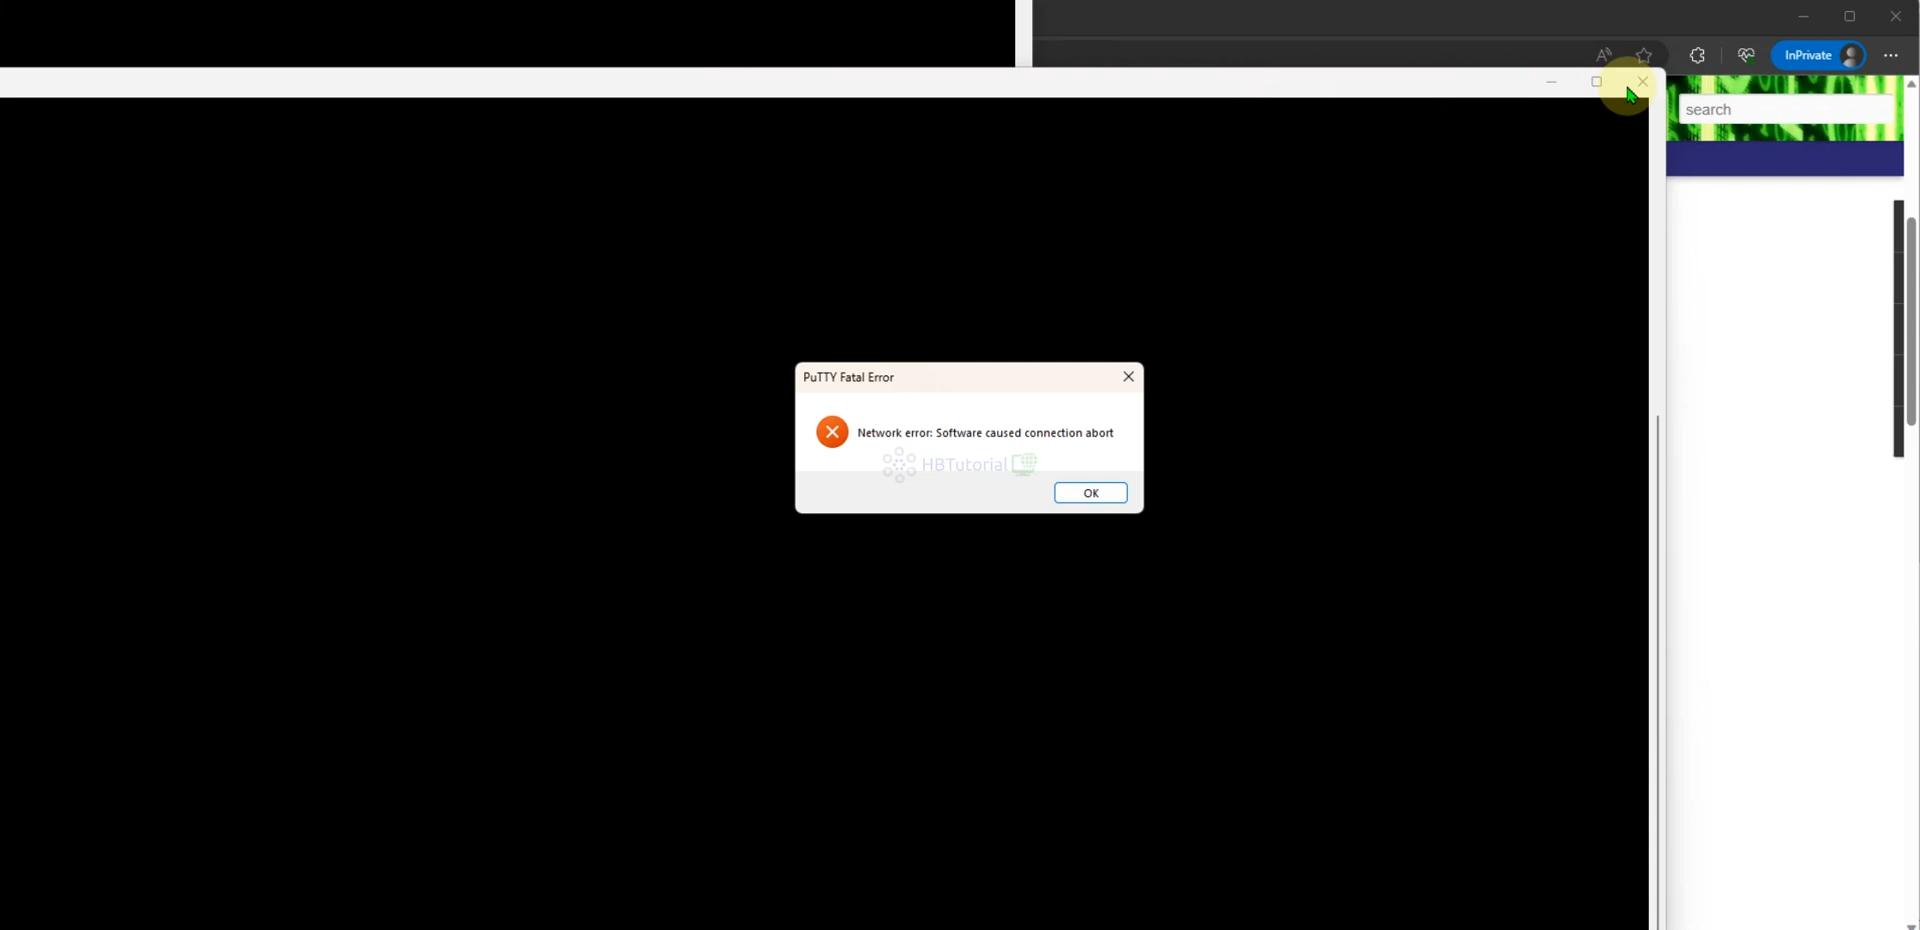 InPrivate
search
PuTTY Fatal Error
Network error: Software caused connection abort
HBTutorial
OK